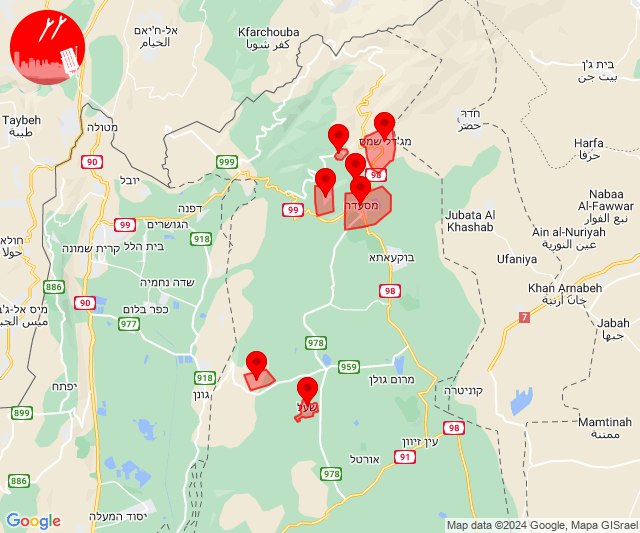 Kfarchouba
كفر شوبا
אל-ח'יאם
الخيام
בית ג'ן
بيت جن
Taybeh
طيبة
מטולה
90
חדר
حضر
מג'דל שמס
Harfa
حرفا
999
98
יובל
דפנה
99
הגושרים
99
מסעדה
Nabaa
Al-Fawwar
نبع الفوار
Jubata Al
Khashab
Ain al-Nuriyah
عين النورية
חולא
حولا
קרית שמונה
בית הלל
918
בוקעאתא
Ufaniya
886
שדה נחמיה
98
Khan Arnabeh
خان أرنبة
90
כפר בלום
977
7
מיס אל-ג'ב
ميس الجب
Jabah
جبها
978
959
918
גונן
מרום גולן
קוניטרה
יפתח
899
שעל
98
עין זיוון
Mamtinah
ممتنة
91
אורטל
978
886
יסוד המעלה
Google
Map data ©2024 Google, Mapa GISrael